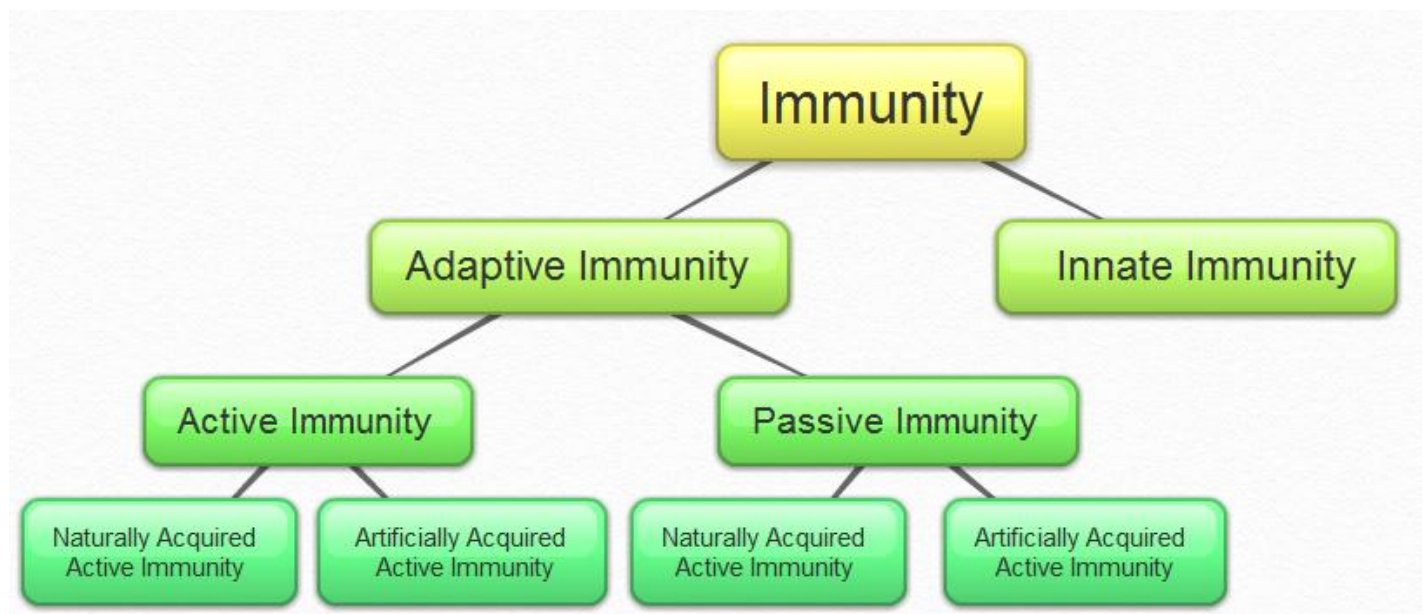 Immunity
Adaptive Immunity
Innate Immunity
Active Immunity
Passive Immunity
Naturally Acquired
Active Immunity
Artificially Acquired
Active Immunity
Naturally Acquired
Active Immunity
Artificially Acquired
Active Immunity